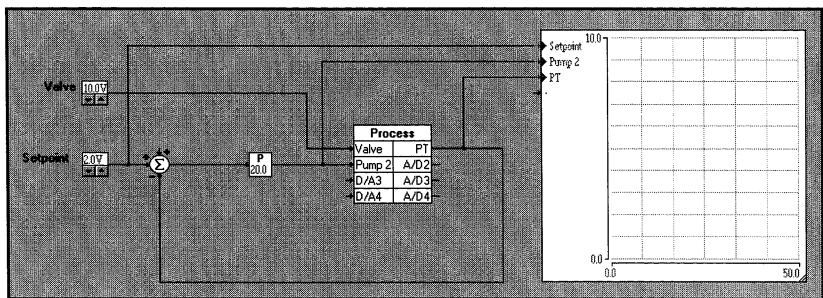 Valve 10.0V
Setpoint 2.0V
Σ
P
20.0
Process
Valve PT
Pump 2 A/D2
D/A3 A/D3
D/A4 A/D4
Setpoint
Pump 2
PT
10.0
0.0
0.0 50.0